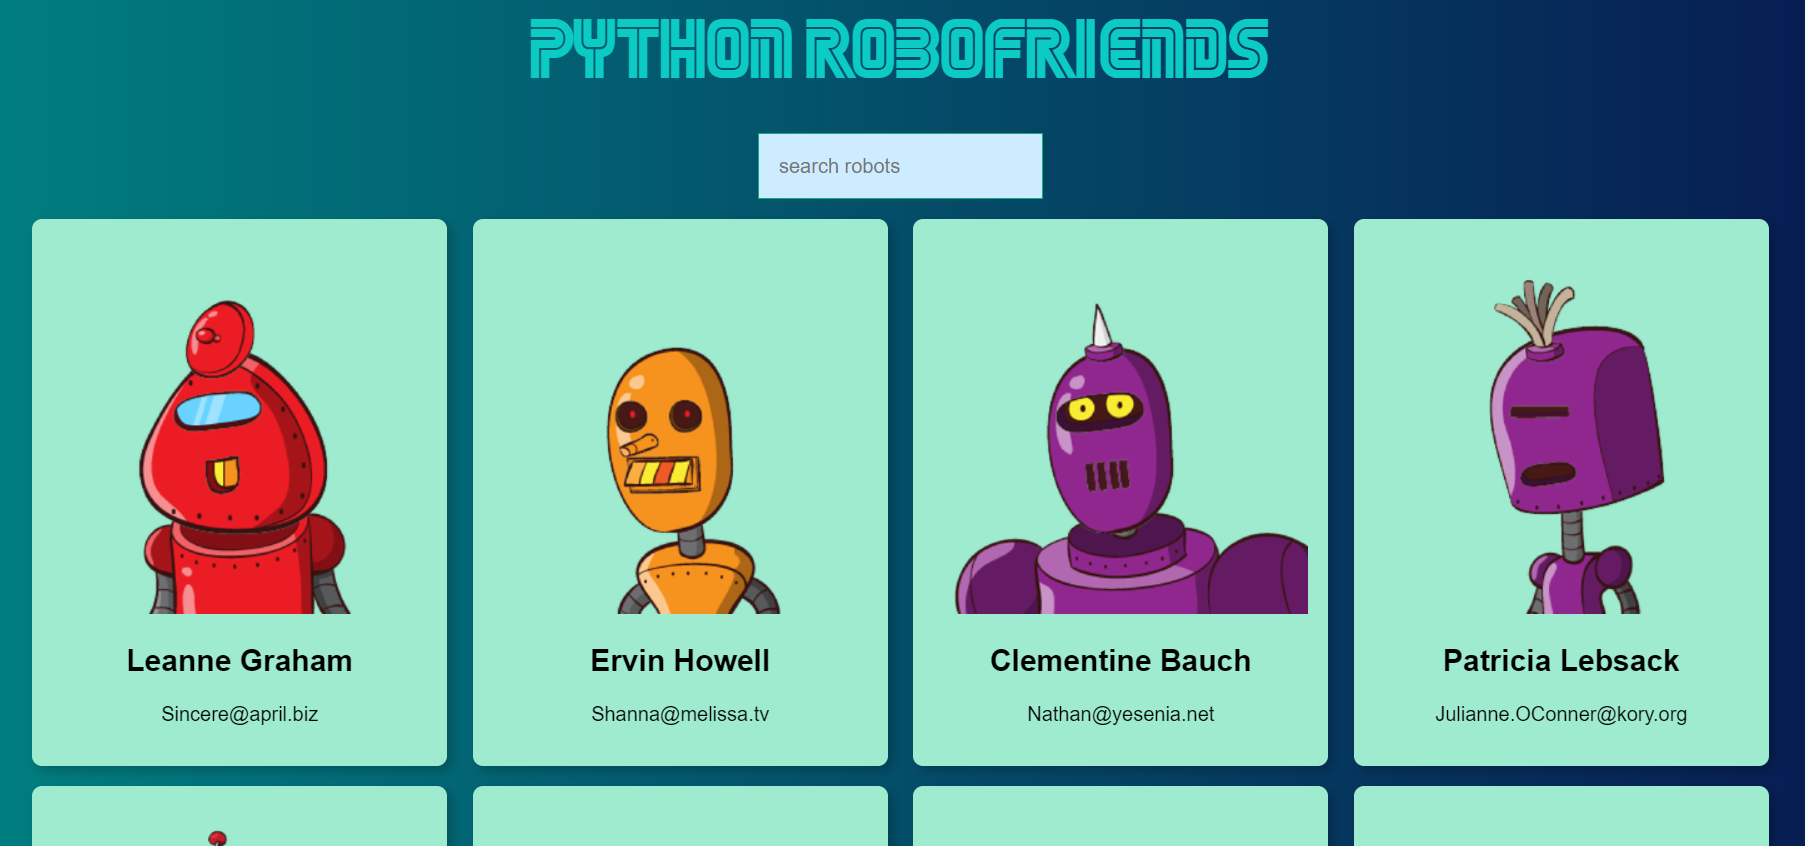 PYTHON ROBOFRIENDS
search robots
Leanne Graham
Sincere@april.biz
Ervin Howell
Shanna@melissa.tv
Clementine Bauch
Nathan@yesenia.net
Patricia Lebsack
Julianne.OConner@kory.org